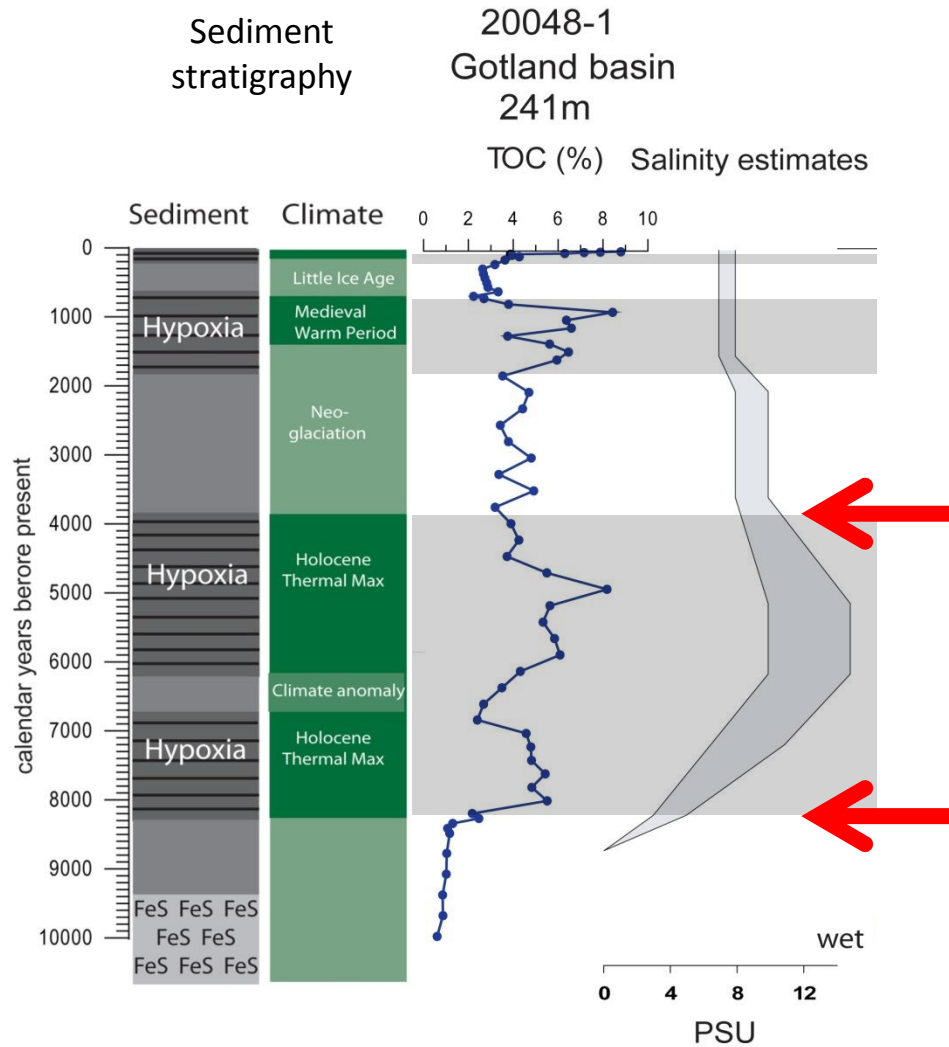 Sediment
stratigraphy
20048-1
Gotland basin
241m
TOC (%)
Salinity estimates
Sediment
Climate
0
2
4
6
8
10
calendar years berore present
0
1000
2000
3000
4000
5000
6000
7000
8000
9000
10000
Hypoxia
Hypoxia
Hypoxia
FeS FeS FeS
FeS FeS
FeS FeS FeS
Little Ice Age
Medieval
Warm Period
Neo-
glaciation
Holocene
Thermal Max
Climate anomaly
Holocene
Thermal Max
wet
0
4
8
12
PSU